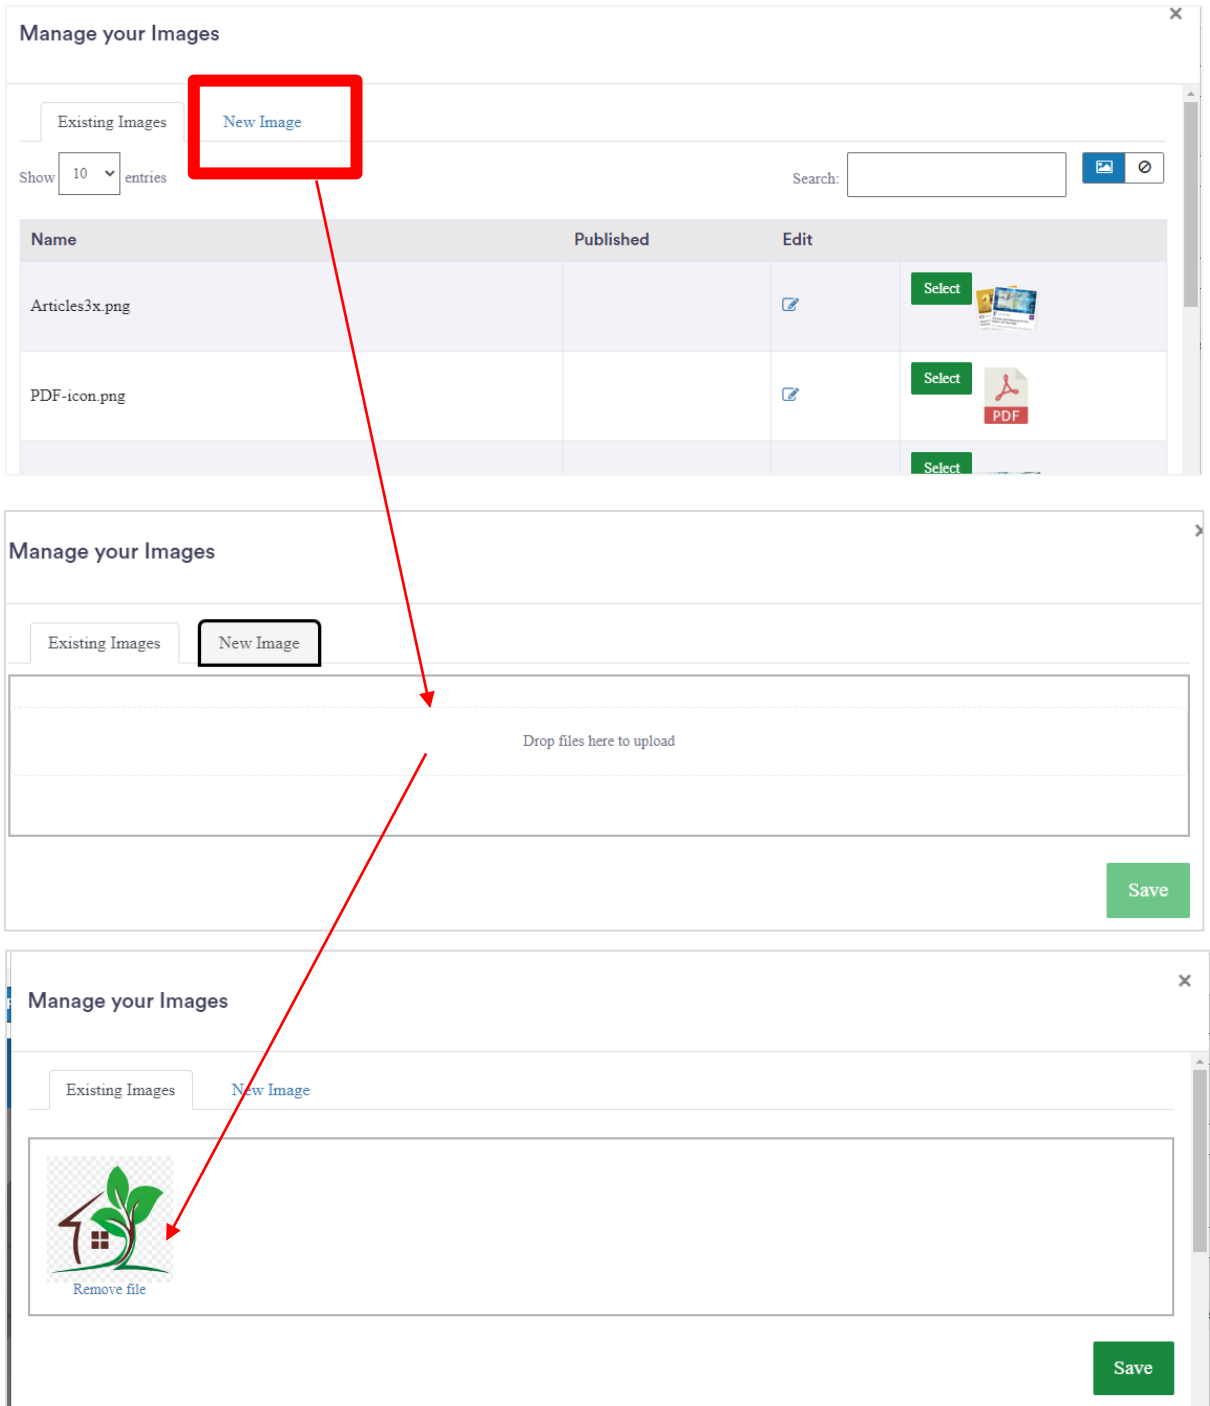 Manage your Images
×
Existing Images New Image
Show 10 entries Search:
Name Published Edit
Articles3x.png Select
PDF-icon.png Select
PDF
Select
Manage your Images
×
Existing Images New Image
Drop files here to upload
Save
Manage your Images
×
Existing Images New Image
Remove file
Save